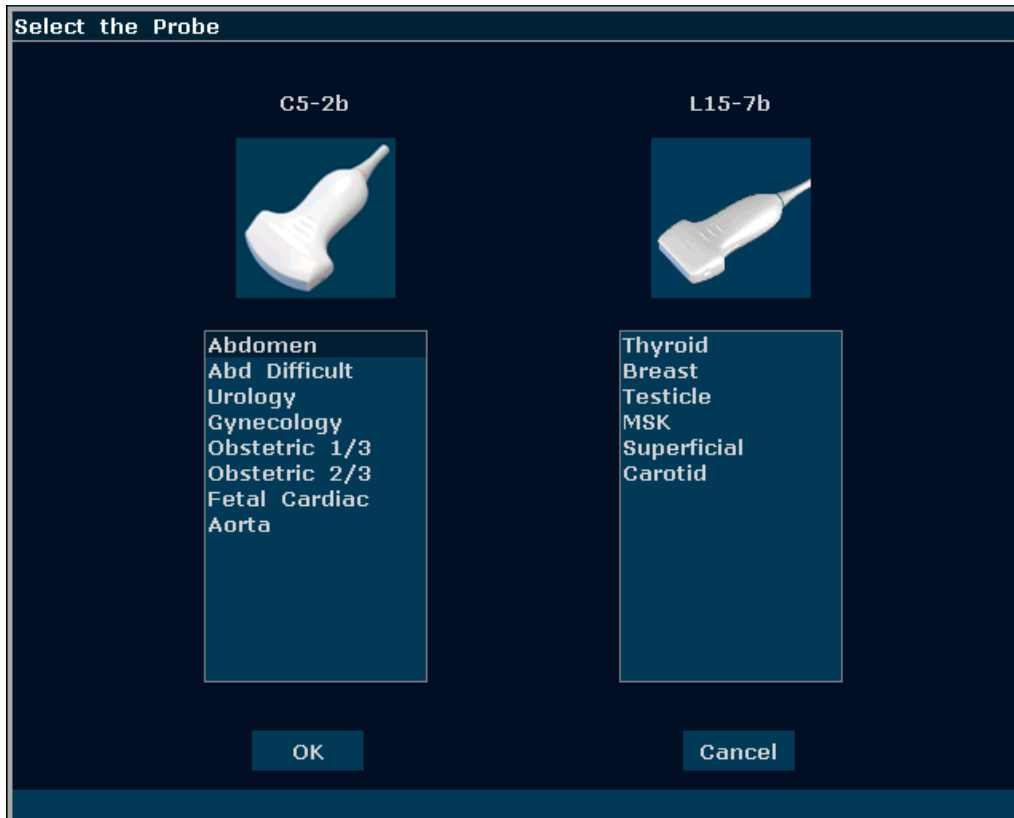 Select the Probe
C5-2b
L15-7b
Abdomen
Abd Difficult
Urology
Gynecology
Obstetric 1/3
Obstetric 2/3
Fetal Cardiac
Aorta
Thyroid
Breast
Testicle
MSK
Superficial
Carotid
OK
Cancel